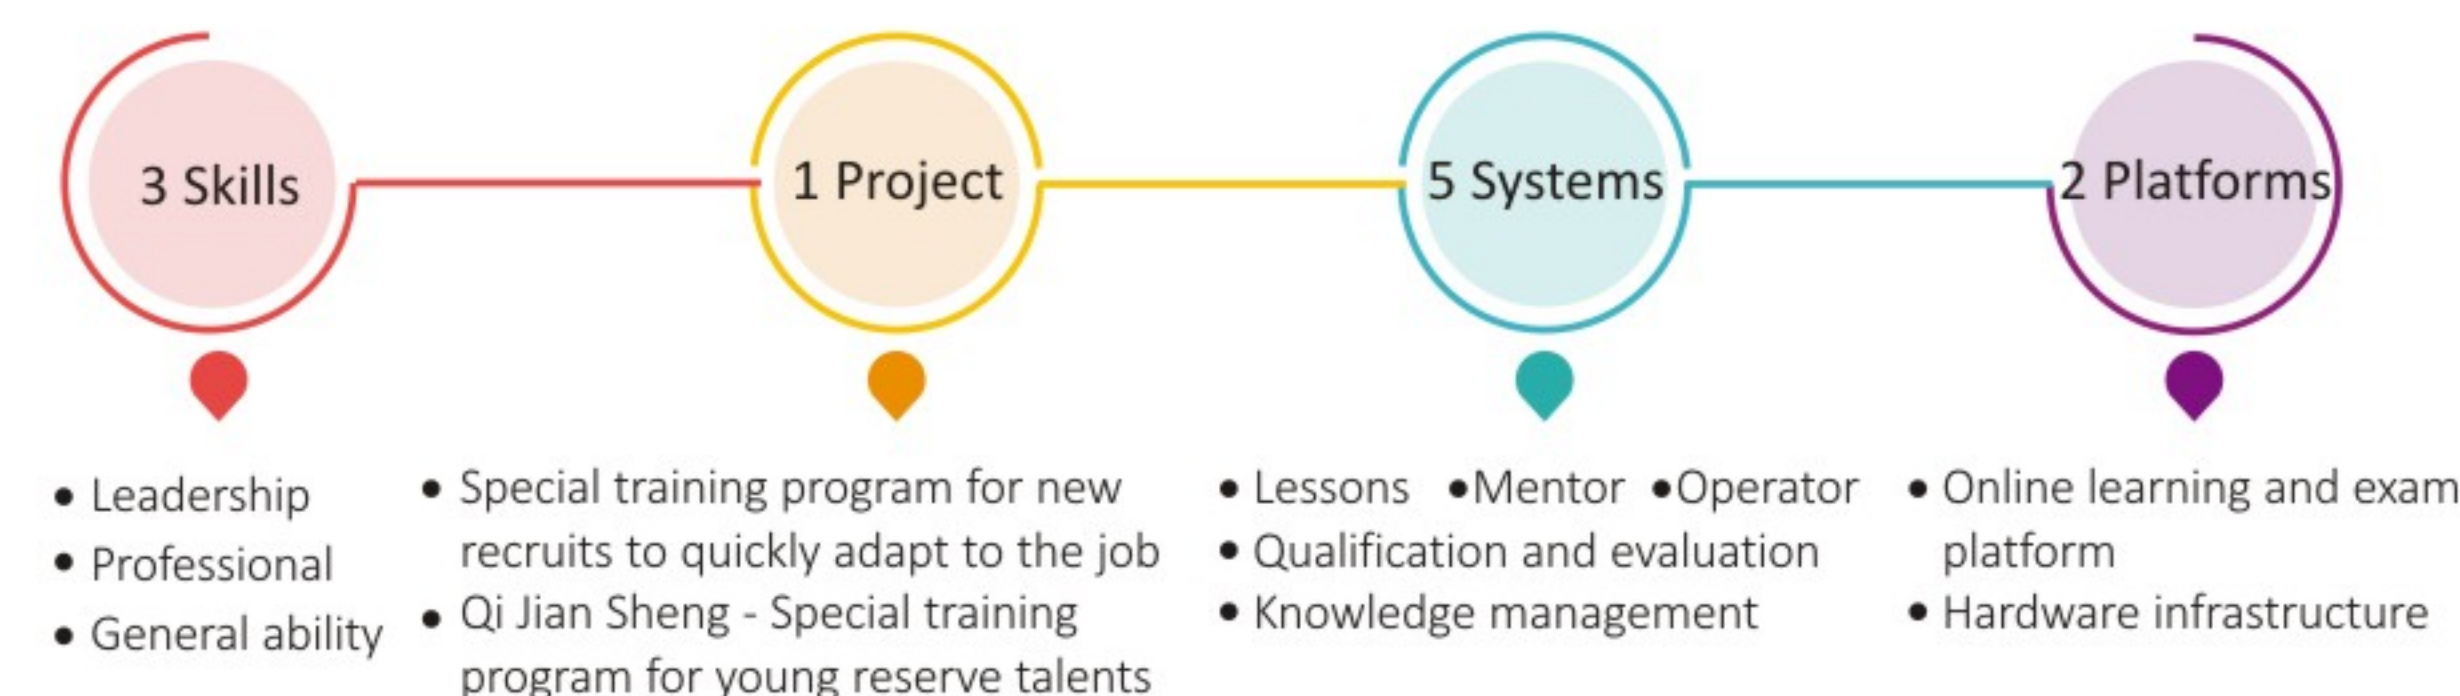 3 Skills
1 Project
5 Systems
2 Platforms
• Leadership
• Professional
• General ability
• Special training program for new
recruits to quickly adapt to the job
• Qi Jian Sheng - Special training
program for young reserve talents
• Lessons •Mentor •Operator
• Qualification and evaluation
• Knowledge management
• Online learning and exam
platform
• Hardware infrastructure